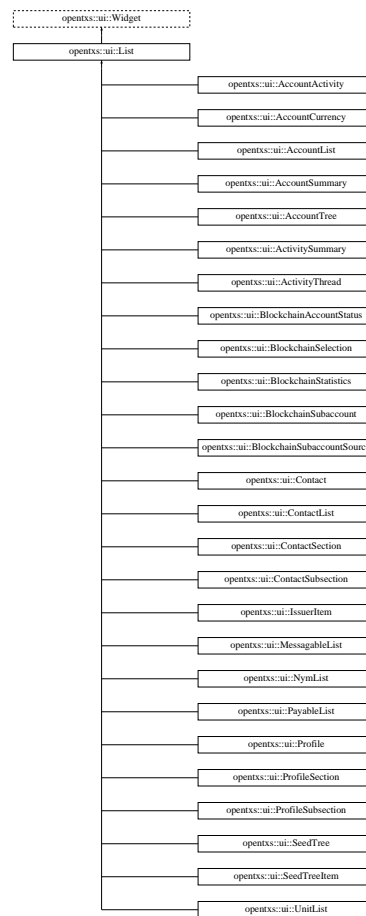 opentxs::ui::Widget
opentxs::ui::List
opentxs::ui::AccountActivity
opentxs::ui::AccountCurrency
opentxs::ui::AccountList
opentxs::ui::AccountSummary
opentxs::ui::AccountTree
opentxs::ui::ActivitySummary
opentxs::ui::ActivityThread
opentxs::ui::BlockchainAccountStatus
opentxs::ui::BlockchainSelection
opentxs::ui::BlockchainStatistics
opentxs::ui::BlockchainSubaccount
opentxs::ui::BlockchainSubaccountSourc
opentxs::ui::Contact
opentxs::ui::ContactList
opentxs::ui::ContactSection
opentxs::ui::ContactSubsection
opentxs::ui::IssuerItem
opentxs::ui::MessagableList
opentxs::ui::NymList
opentxs::ui::PayableList
opentxs::ui::Profile
opentxs::ui::ProfileSection
opentxs::ui::ProfileSubsection
opentxs::ui::SeedTree
opentxs::ui::SeedTreeItem
opentxs::ui::UnitList